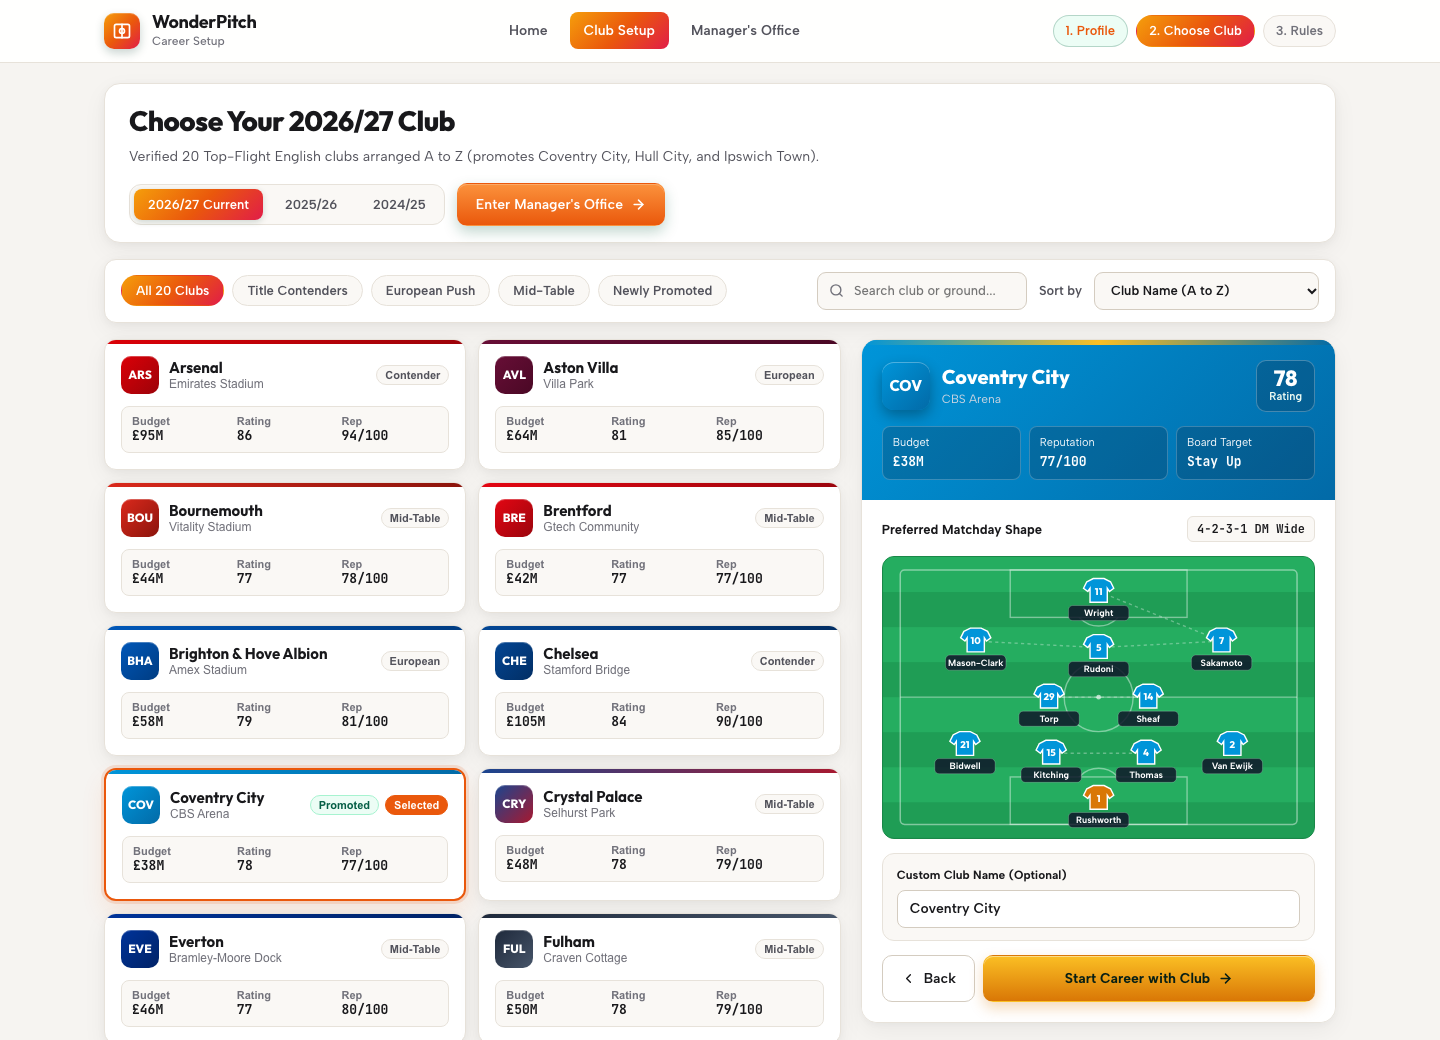 WonderPitch
Career Setup
Home
Club Setup
Manager's Office
1. Profile
2. Choose Club
3. Rules
Choose Your 2026/27 Club
Verified 20 Top-Flight English clubs arranged A to Z (promotes Coventry City, Hull City, and Ipswich Town).
2026/27 Current
2025/26
2024/25
Enter Manager's Office
All 20 Clubs
Title Contenders
European Push
Mid-Table
Newly Promoted
Search club or ground...
Sort by
Club Name (A to Z)
ARS
Arsenal
Emirates Stadium
Contender
Budget Rating Rep
£95M 86 94/100
AVL
Aston Villa
Villa Park
European
Budget Rating Rep
£64M 81 85/100
BOU
Bournemouth
Vitality Stadium
Mid-Table
Budget Rating Rep
£44M 77 78/100
BRE
Brentford
Gtech Community
Mid-Table
Budget Rating Rep
£42M 77 77/100
BHA
Brighton & Hove Albion
Amex Stadium
European
Budget Rating Rep
£58M 79 81/100
CHE
Chelsea
Stamford Bridge
Contender
Budget Rating Rep
£105M 84 90/100
COV
Coventry City
CBS Arena
Promoted
Selected
Budget Rating Rep
£38M 78 77/100
CRY
Crystal Palace
Selhurst Park
Mid-Table
Budget Rating Rep
£48M 78 79/100
EVE
Everton
Bramley-Moore Dock
Mid-Table
Budget Rating Rep
£46M 77 80/100
FUL
Fulham
Craven Cottage
Mid-Table
Budget Rating Rep
£50M 78 79/100
COV
Coventry City
CBS Arena
78
Rating
Budget
£38M
Reputation
77/100
Board Target
Stay Up
Preferred Matchday Shape
4-2-3-1 DM Wide
11
Wright
10
Mason-Clark
5
Rudoni
7
Sakamoto
29
Torp
14
Sheaf
21
Bidwell
15
Kitching
4
Thomas
2
Van Ewijk
1
Rushworth
Custom Club Name (Optional)
Coventry City
Back
Start Career with Club